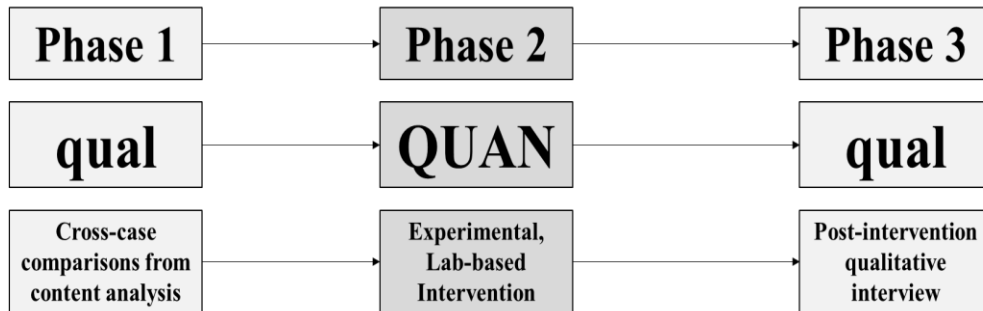 Phase 1
Phase 2
Phase 3
qual
QUAN
qual
Cross-case
comparisons from
content analysis
Experimental,
Lab-based
Intervention
Post-intervention
qualitative
interview